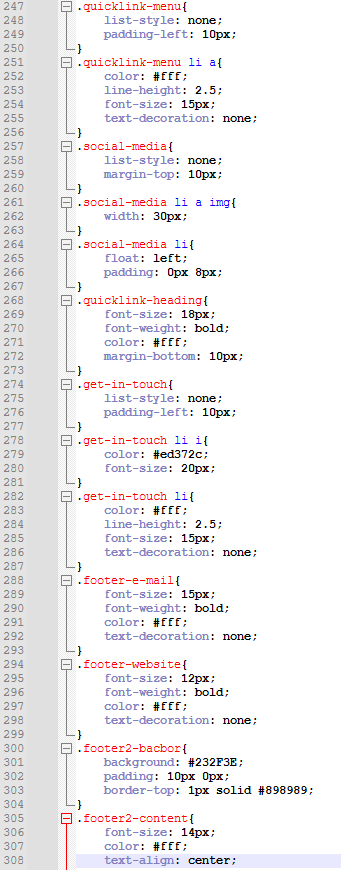 247 .quicklink-menu{
248 list-style: none;
249 padding-left: 10px;
250 }
251 .quicklink-menu li a{
252 color: #fff;
253 line-height: 2.5;
254 font-size: 15px;
255 text-decoration: none;
256 }
257 .social-media{
258 list-style: none;
259 margin-top: 10px;
260 }
261 .social-media li a img{
262 width: 30px;
263 }
264 .social-media li{
265 float: left;
266 padding: 0px 8px;
267 }
268 .quicklink-heading{
269 font-size: 18px;
270 font-weight: bold;
271 color: #fff;
272 margin-bottom: 10px;
273 }
274 .get-in-touch{
275 list-style: none;
276 padding-left: 10px;
277 }
278 .get-in-touch li i{
279 color: #ed372c;
280 font-size: 20px;
281 }
282 .get-in-touch li{
283 color: #fff;
284 line-height: 2.5;
285 font-size: 15px;
286 text-decoration: none;
287 }
288 .footer-e-mail{
289 font-size: 15px;
290 font-weight: bold;
291 color: #fff;
292 text-decoration: none;
293 }
294 .footer-website{
295 font-size: 12px;
296 font-weight: bold;
297 color: #fff;
298 text-decoration: none;
299 }
300 .footer2-bacbor{
301 background: #232F3E;
302 padding: 10px 0px;
303 border-top: 1px solid #898989;
304 }
305 .footer2-content{
306 font-size: 14px;
307 color: #fff;
308 text-align: center;